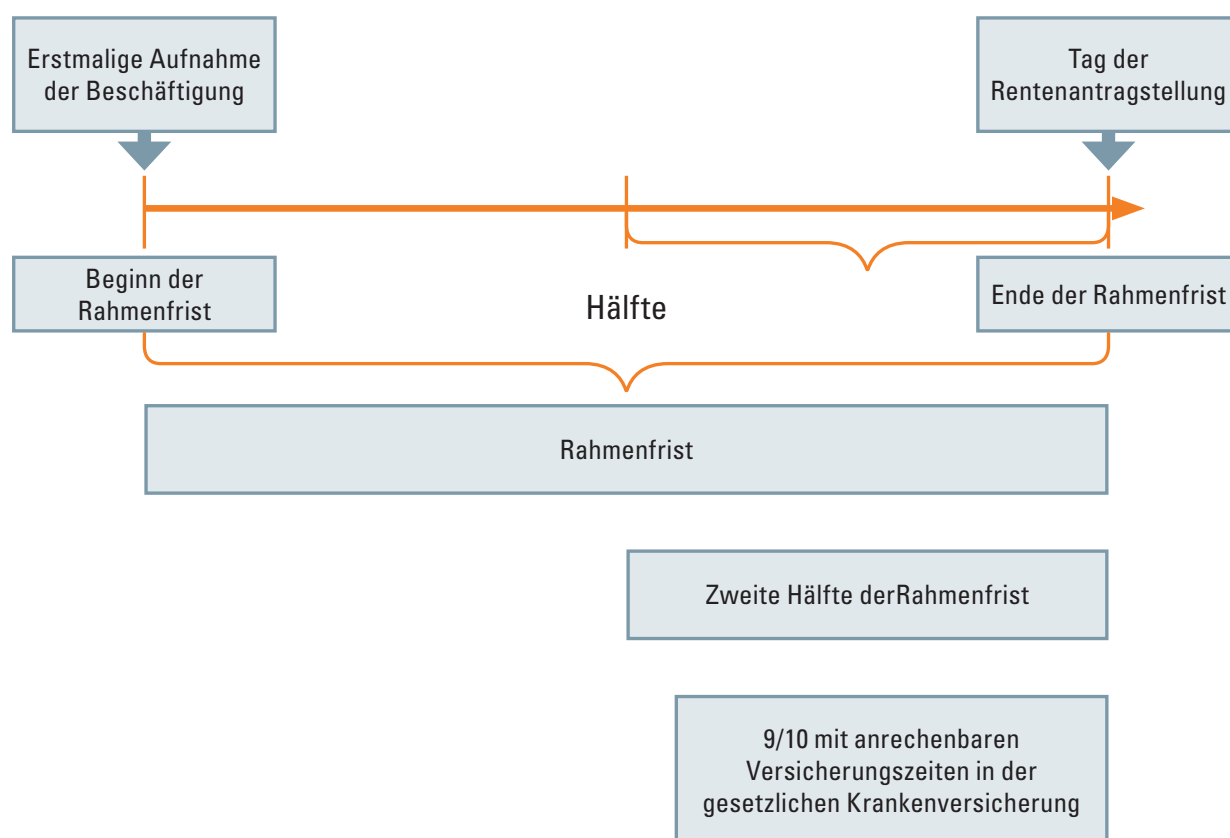 Erstmalige Aufnahme
der Beschäftigung
Tag der
Rentenantragstellung
Beginn der
Rahmenfrist
Hälfte
Ende der Rahmenfrist
Rahmenfrist
Zweite Hälfte derRahmenfrist
9/10 mit anrechenbaren
Versicherungszeiten in der
gesetzlichen Krankenversicherung